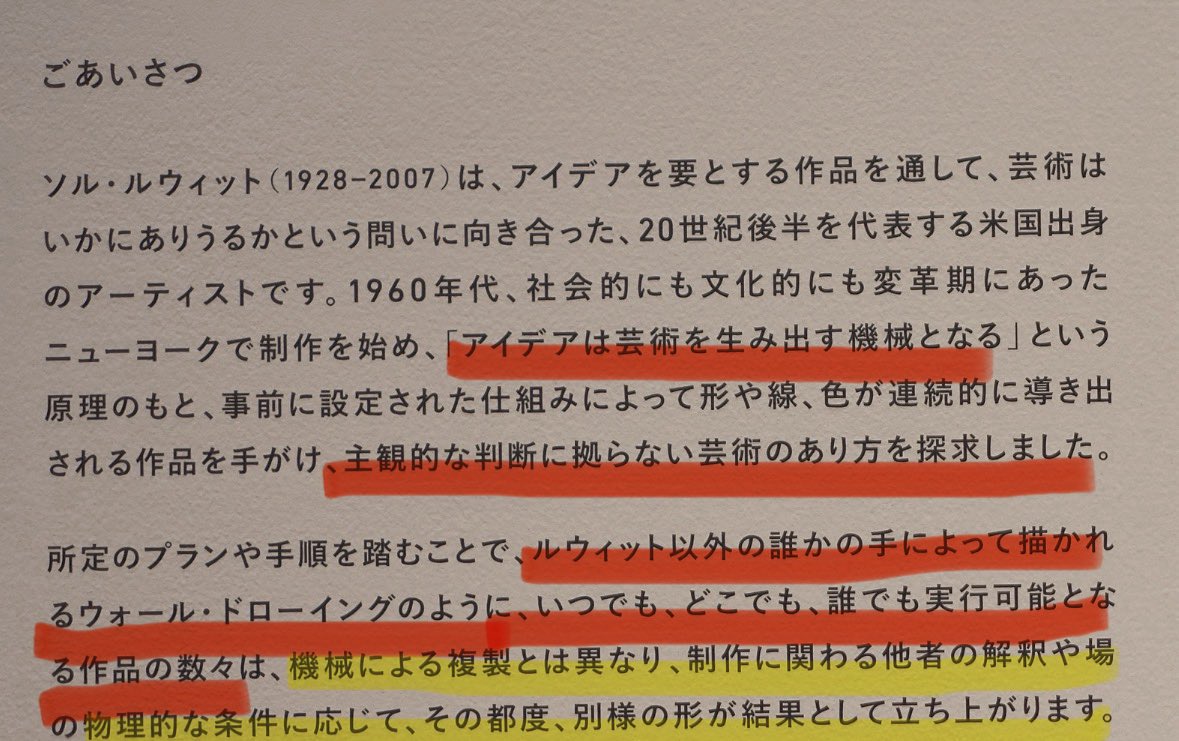 ごあいさつ
ソル・ルウィット(1928–2007)は、アイデアを要とする作品を通して、芸術は
いかにありうるかという問いに向き合った、20世紀後半を代表する米国出身
のアーティストです。1960年代、社会的にも文化的にも変革期にあった
ニューヨークで制作を始め、「アイデアは芸術を生み出す機械となる」という
原理のもと、事前に設定された仕組みによって形や線、色が連続的に導き出
される作品を手がけ、主観的な判断に拠らない芸術のあり方を探求しました。
所定のプランや手順を踏むことで、ルウィット以外の誰かの手によって描かれ
るウォール・ドローイングのように、いつでも、どこでも、誰でも実行可能とな
る作品の数々は、機械による複製とは異なり、制作に関わる他者の解釈や場
の物理的な条件に応じて、その都度、別様の形が結果として立ち上がります。